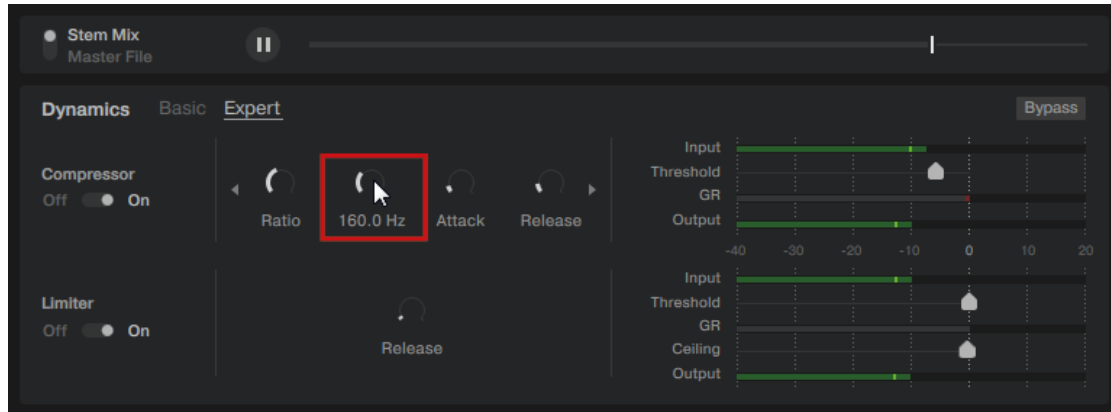 Stem Mix
Master File
Dynamics Basic Expert Bypass
Compressor
Off On
Ratio 160.0 Hz Attack Release
Input
Threshold
GR
Output
-40 -30 -20 -10 0 10 20
Limiter
Off On
Release
Input
Threshold
GR
Ceiling
Output